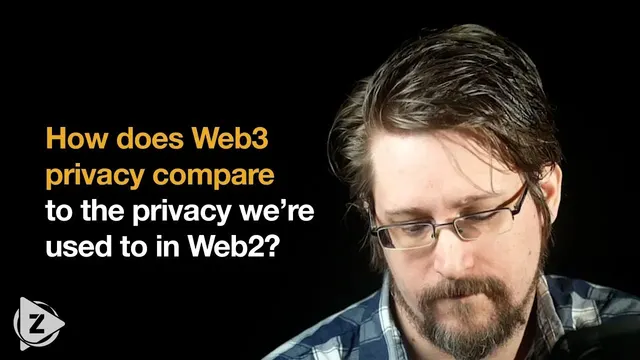 How does Web3
privacy compare
to the privacy we’re
used to in Web2?
Z